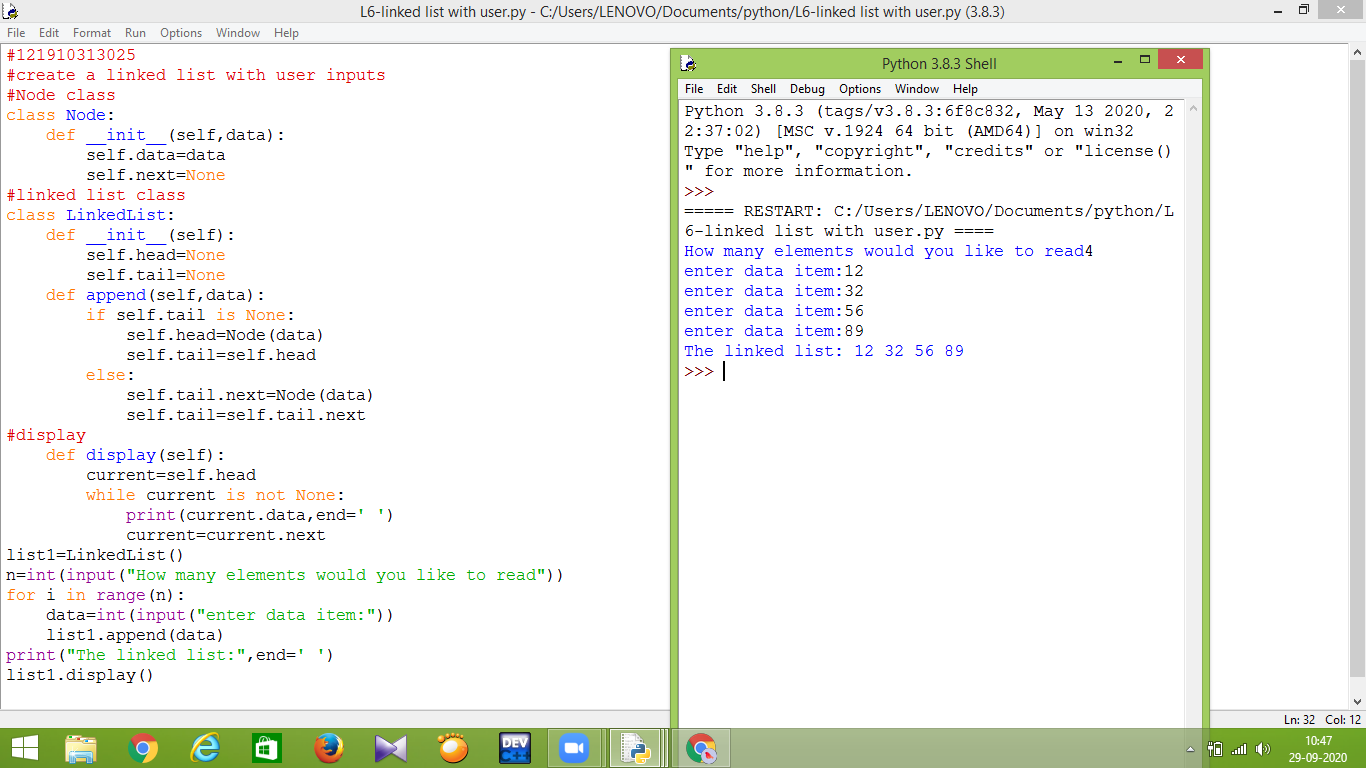 L6-linked list with user.py - C:/Users/LENOVO/Documents/python/L6-linked list with user.py (3.8.3)
File Edit Format Run Options Window Help
#121910313025
#create a linked list with user inputs
#Node class
class Node:
    def __init__(self,data):
        self.data=data
        self.next=None
#linked list class
class LinkedList:
    def __init__(self):
        self.head=None
        self.tail=None
    def append(self,data):
        if self.tail is None:
            self.head=Node(data)
            self.tail=self.head
        else:
            self.tail.next=Node(data)
            self.tail=self.tail.next
#display
    def display(self):
        current=self.head
        while current is not None:
            print(current.data,end=' ')
            current=current.next
list1=LinkedList()
n=int(input("How many elements would you like to read"))
for i in range(n):
    data=int(input("enter data item:"))
    list1.append(data)
print("The linked list:",end=' ')
list1.display()
Python 3.8.3 Shell
File Edit Shell Debug Options Window Help
Python 3.8.3 (tags/v3.8.3:6f8c832, May 13 2020, 2
2:37:02) [MSC v.1924 64 bit (AMD64)] on win32
Type "help", "copyright", "credits" or "license()
" for more information.
>>>
===== RESTART: C:/Users/LENOVO/Documents/python/L
6-linked list with user.py ====
How many elements would you like to read4
enter data item:12
enter data item:32
enter data item:56
enter data item:89
The linked list: 12 32 56 89
>>>
Ln: 32 Col: 12
DEV
C++
10:47
29-09-2020